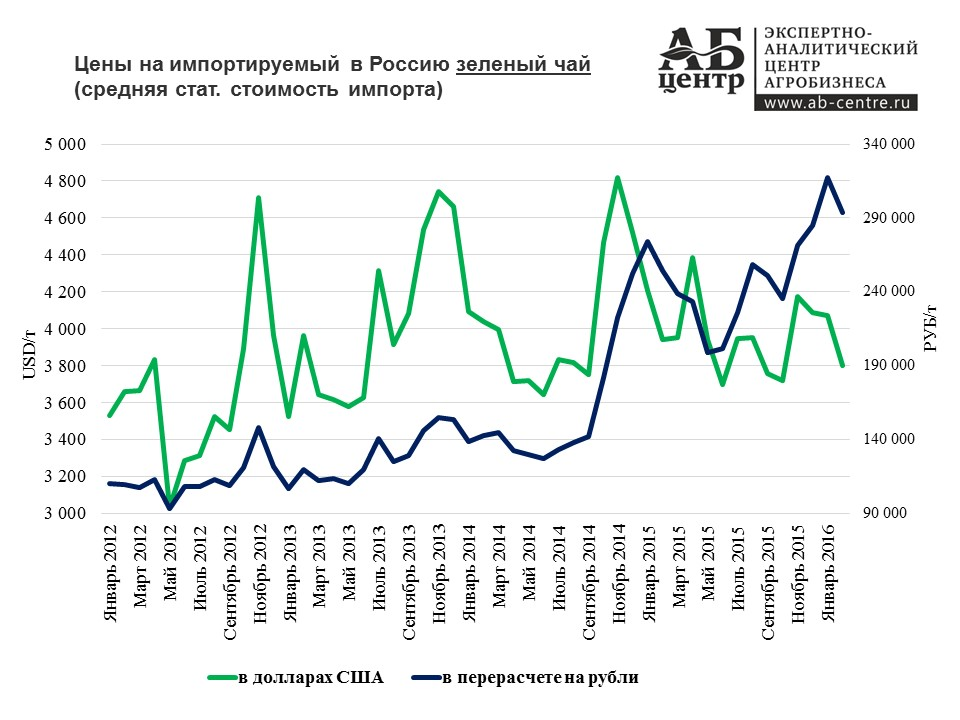 Цены на импортируемый в Россию зеленый чай
(средняя стат. стоимость импорта)
АБ
центр
ЭКСПЕРТНО-
АНАЛИТИЧЕСКИЙ
ЦЕНТР
АГРОБИЗНЕСА
www.ab-centre.ru
5 000
4 800
4 600
4 400
4 200
4 000
3 800
3 600
3 400
3 200
3 000
USD/т
340 000
290 000
240 000
190 000
140 000
90 000
РУБ/т
Январь 2012
Март 2012
Май 2012
Июль 2012
Сентябрь 2012
Ноябрь 2012
Январь 2013
Март 2013
Май 2013
Июль 2013
Сентябрь 2013
Ноябрь 2013
Январь 2014
Март 2014
Май 2014
Июль 2014
Сентябрь 2014
Ноябрь 2014
Январь 2015
Март 2015
Май 2015
Июль 2015
Сентябрь 2015
Ноябрь 2015
Январь 2016
в долларах США
в перерасчете на рубли